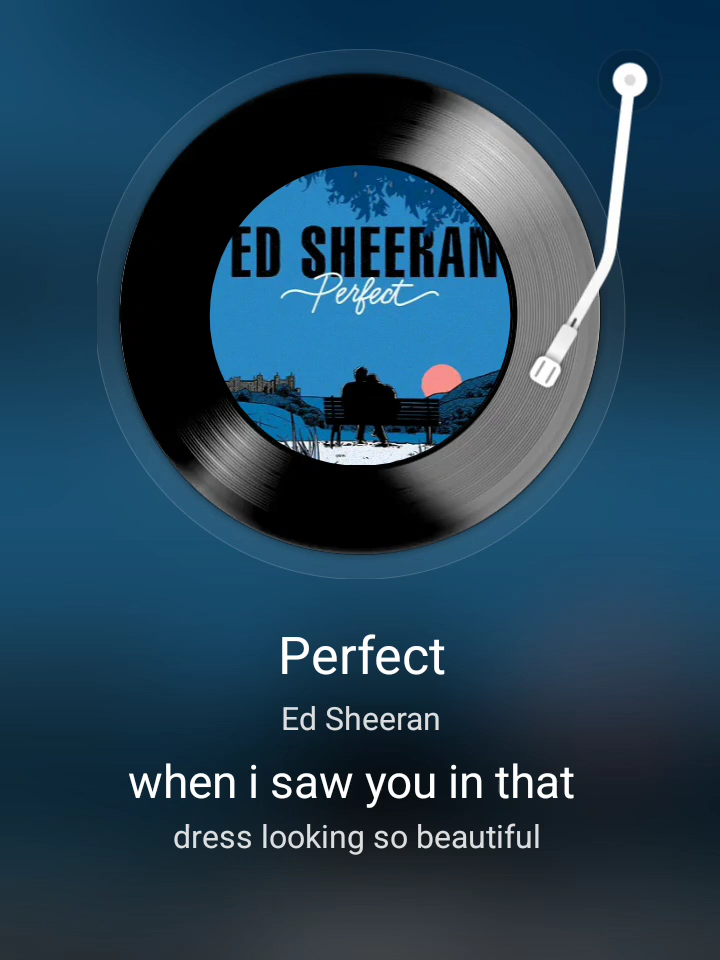 ED SHEERAN
Perfect
Perfect
Ed Sheeran
when i saw you in that
dress looking so beautiful